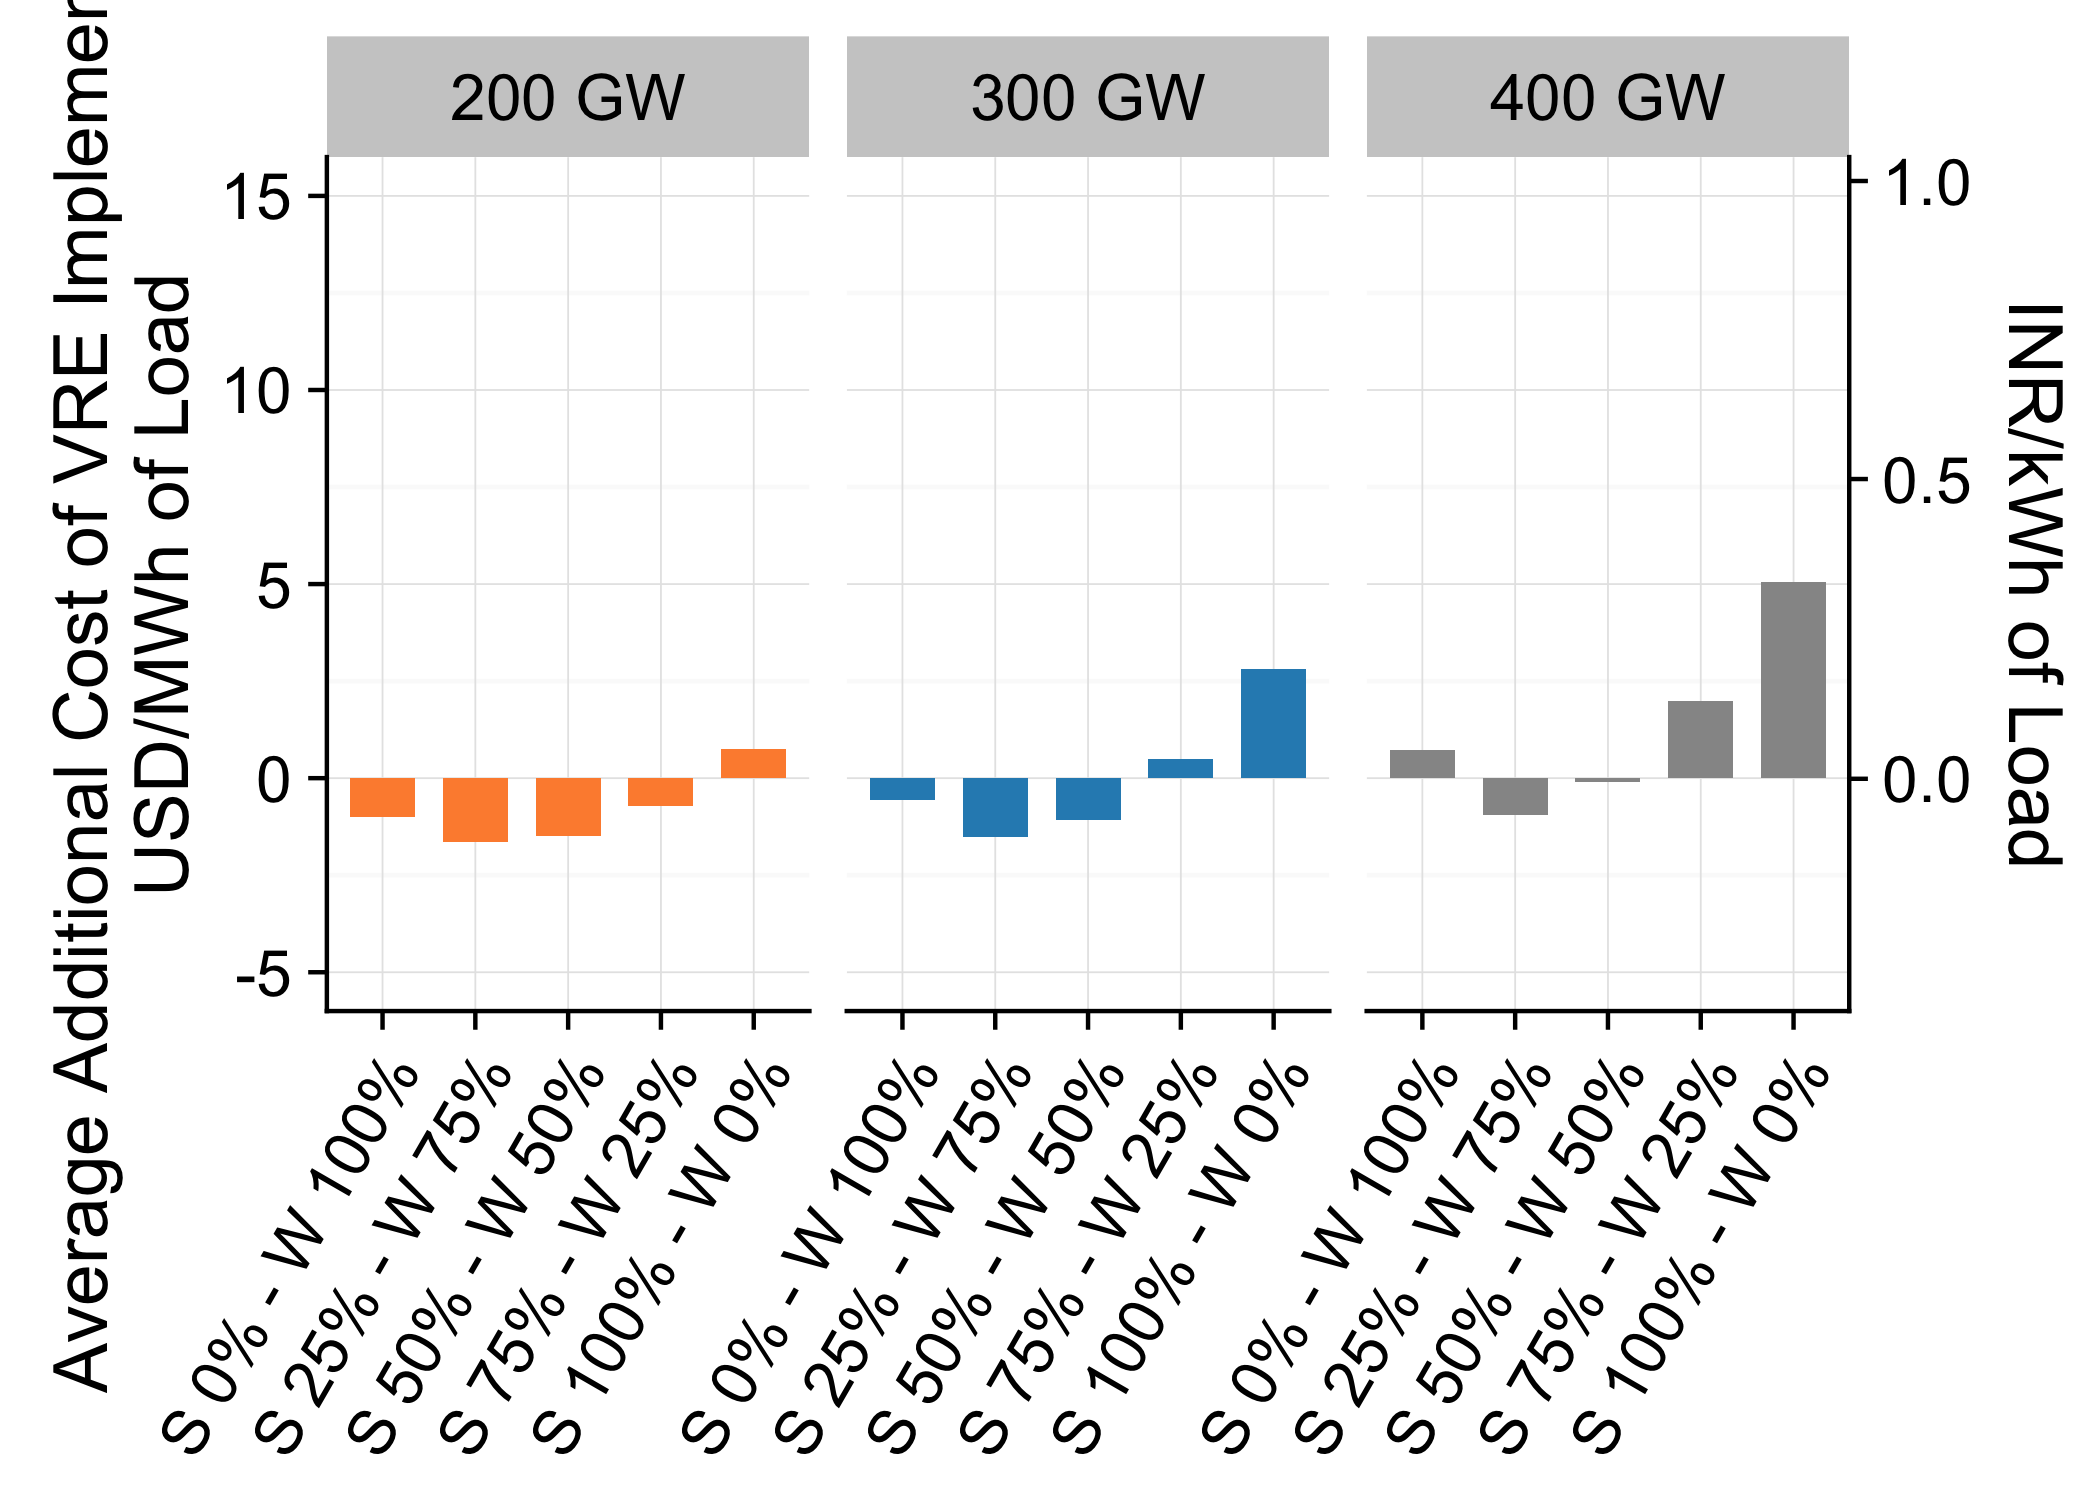 Average Additional Cost of VRE
USD/MWh of Load
200 GW
300 GW
400 GW
15
10
5
0
-5
1.0
0.5
0.0
INR/kWh of Load
S 0% - W 100%
S 25% - W 75%
S 50% - W 50%
S 75% - W 25%
S 100% - W 0%
S 0% - W 100%
S 25% - W 75%
S 50% - W 50%
S 75% - W 25%
S 100% - W 0%
S 0% - W 100%
S 25% - W 75%
S 50% - W 50%
S 75% - W 25%
S 100% - W 0%